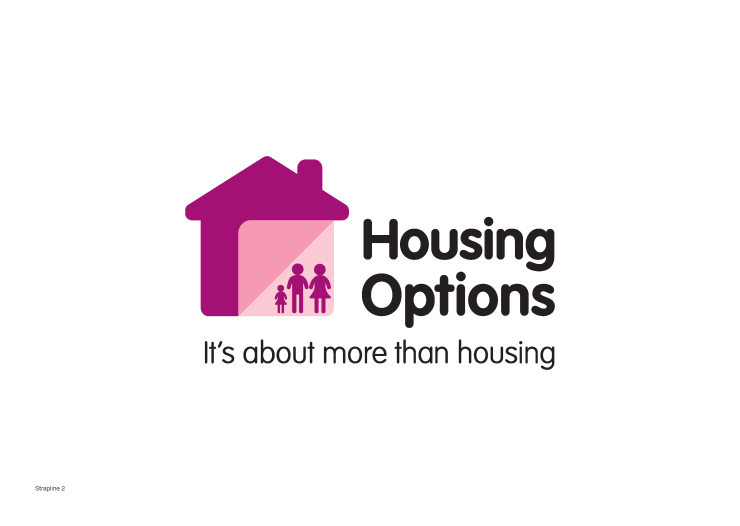 Housing
Options
It's about more than housing
Strapline 2